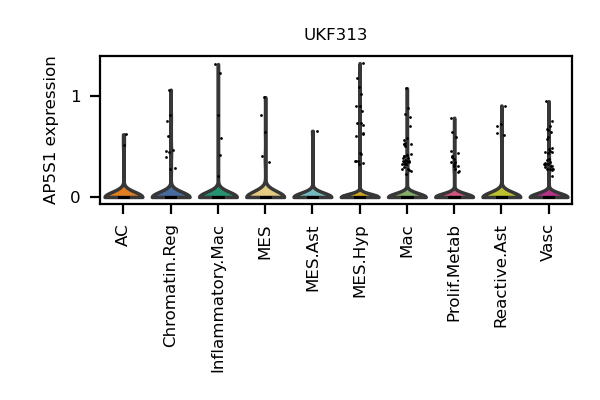 UKF313
AP5S1 expression
1
0
AC
Chromatin.Reg
Inflammatory.Mac
MES
MES.Ast
MES.Hyp
Mac
Prolif.Metab
Reactive.Ast
Vasc